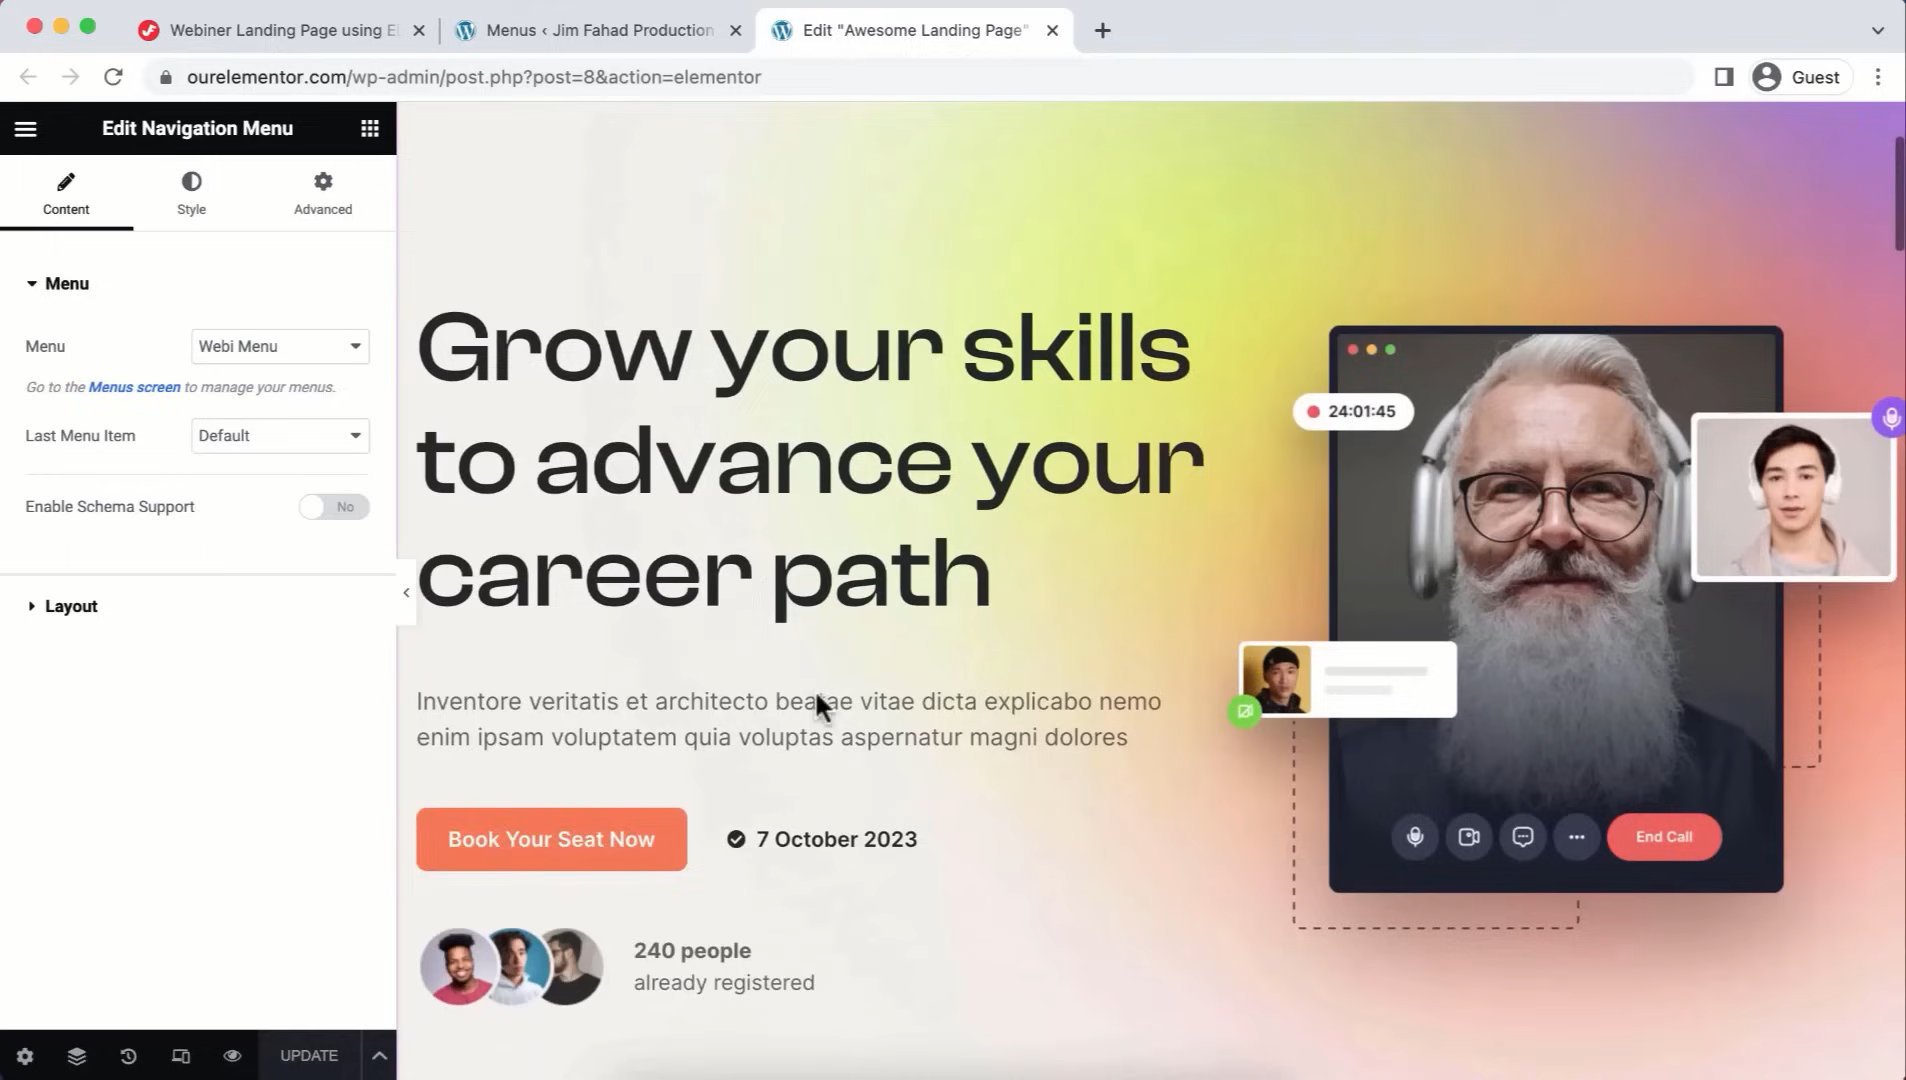 Webiner Landing Page using El
Menus ‹ Jim Fahad Production
Edit "Awesome Landing Page"
ourelementor.com/wp-admin/post.php?post=8&action=elementor
Guest
Edit Navigation Menu
Content
Style
Advanced
Menu
Menu
Webi Menu
Go to the Menus screen to manage your menus.
Last Menu Item
Default
Enable Schema Support
No
Layout
UPDATE
Grow your skills
to advance your
career path
Inventore veritatis et architecto beatae vitae dicta explicabo nemo
enim ipsam voluptatem quia voluptas aspernatur magni dolores
Book Your Seat Now
7 October 2023
240 people
already registered
24:01:45
End Call